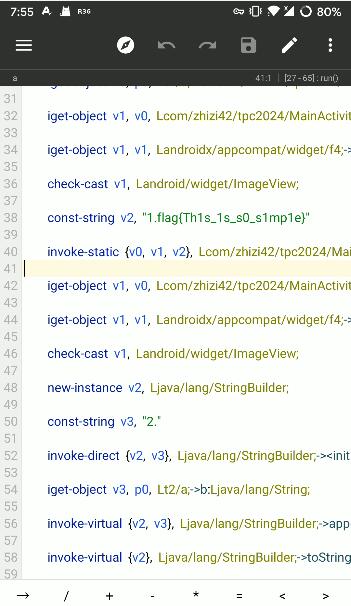 7:55 R36 80%
a 41:1 [27 - 65] : run()
31
32 iget-object v1, v0, Lcom/zhizi42/tpc2024/MainActivit
33
34 iget-object v1, v1, Landroidx/appcompat/widget/f4;->
35
36 check-cast v1, Landroid/widget/ImageView;
37
38 const-string v2, "1.flag{Th1s_1s_s0_s1mp1e}"
39
40 invoke-static {v0, v1, v2}, Lcom/zhizi42/tpc2024/Mai
41
42 iget-object v1, v0, Lcom/zhizi42/tpc2024/MainActivit
43
44 iget-object v1, v1, Landroidx/appcompat/widget/f4;->
45
46 check-cast v1, Landroid/widget/ImageView;
47
48 new-instance v2, Ljava/lang/StringBuilder;
49
50 const-string v3, "2."
51
52 invoke-direct {v2, v3}, Ljava/lang/StringBuilder;-><init
53
54 iget-object v3, p0, Lt2/a;->b:Ljava/lang/String;
55
56 invoke-virtual {v2, v3}, Ljava/lang/StringBuilder;->app
57
58 invoke-virtual {v2}, Ljava/lang/StringBuilder;->toString
59
→ / + - * = < >